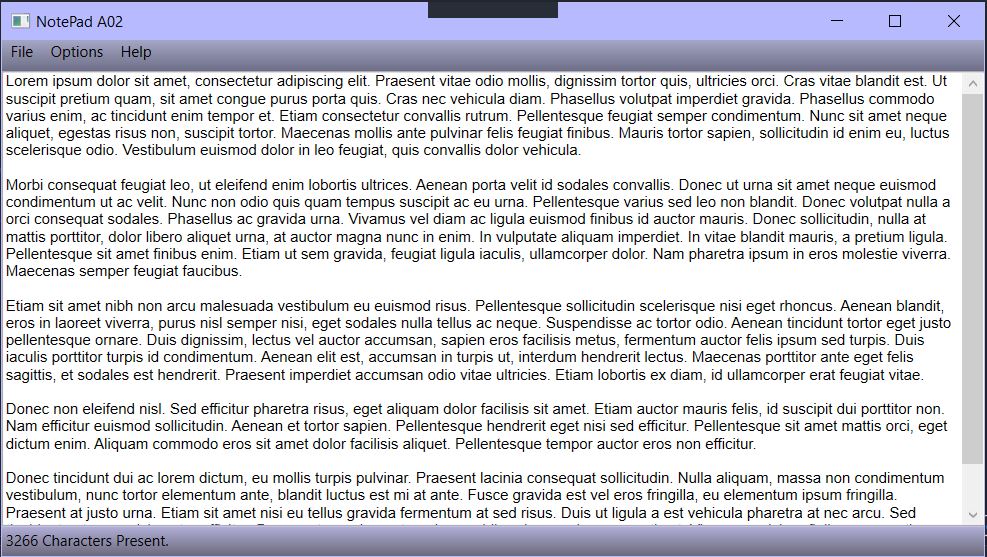 NotePad A02
File Options Help
Lorem ipsum dolor sit amet, consectetur adipiscing elit. Praesent vitae odio mollis, dignissim tortor quis, ultricies orci. Cras vitae blandit est. Ut
suscipit pretium quam, sit amet congue purus porta quis. Cras nec vehicula diam. Phasellus volutpat imperdiet gravida. Phasellus commodo
varius enim, ac tincidunt enim tempor et. Etiam consectetur convallis rutrum. Pellentesque feugiat semper condimentum. Nunc sit amet neque
aliquet, egestas risus non, suscipit tortor. Maecenas mollis ante pulvinar felis feugiat finibus. Mauris tortor sapien, sollicitudin id enim eu, luctus
scelerisque odio. Vestibulum euismod dolor in leo feugiat, quis convallis dolor vehicula.
Morbi consequat feugiat leo, ut eleifend enim lobortis ultrices. Aenean porta velit id sodales convallis. Donec ut urna sit amet neque euismod
condimentum ut ac velit. Nunc non odio quis quam tempus suscipit ac eu urna. Pellentesque varius sed leo non blandit. Donec volutpat nulla a
orci consequat sodales. Phasellus ac gravida urna. Vivamus vel diam ac ligula euismod finibus id auctor mauris. Donec sollicitudin, nulla at
mattis porttitor, dolor libero aliquet urna, at auctor magna nunc in enim. In vulputate aliquam imperdiet. In vitae blandit mauris, a pretium ligula.
Pellentesque sit amet finibus enim. Etiam ut sem gravida, feugiat ligula iaculis, ullamcorper dolor. Nam pharetra ipsum in eros molestie viverra.
Maecenas semper feugiat faucibus.
Etiam sit amet nibh non arcu malesuada vestibulum eu euismod risus. Pellentesque sollicitudin scelerisque nisi eget rhoncus. Aenean blandit,
eros in laoreet viverra, purus nisl semper nisi, eget sodales nulla tellus ac neque. Suspendisse ac tortor odio. Aenean tincidunt tortor eget justo
pellentesque ornare. Duis dignissim, lectus vel auctor accumsan, sapien eros facilisis metus, fermentum auctor felis ipsum sed turpis. Duis
iaculis porttitor turpis id condimentum. Aenean elit est, accumsan in turpis ut, interdum hendrerit lectus. Maecenas porttitor ante eget felis
sagittis, et sodales est hendrerit. Praesent imperdiet accumsan odio vitae ultricies. Etiam lobortis ex diam, id ullamcorper erat feugiat vitae.
Donec non eleifend nisl. Sed efficitur pharetra risus, eget aliquam dolor facilisis sit amet. Etiam auctor mauris felis, id suscipit dui porttitor non.
Nam efficitur euismod sollicitudin. Aenean et tortor sapien. Pellentesque hendrerit eget nisi sed efficitur. Pellentesque sit amet mattis orci, eget
dictum enim. Aliquam commodo eros sit amet dolor facilisis aliquet. Pellentesque tempor auctor eros non efficitur.
Donec tincidunt dui ac lorem dictum, eu mollis turpis pulvinar. Praesent lacinia consequat sollicitudin. Nulla aliquam, massa non condimentum
vestibulum, nunc tortor elementum ante, blandit luctus est mi at ante. Fusce gravida est vel eros fringilla, eu elementum ipsum fringilla.
Praesent at justo urna. Etiam sit amet nisi eu tellus gravida fermentum at sed risus. Duis ut ligula a est vehicula pharetra at nec arcu. Sed
3266 Characters Present.